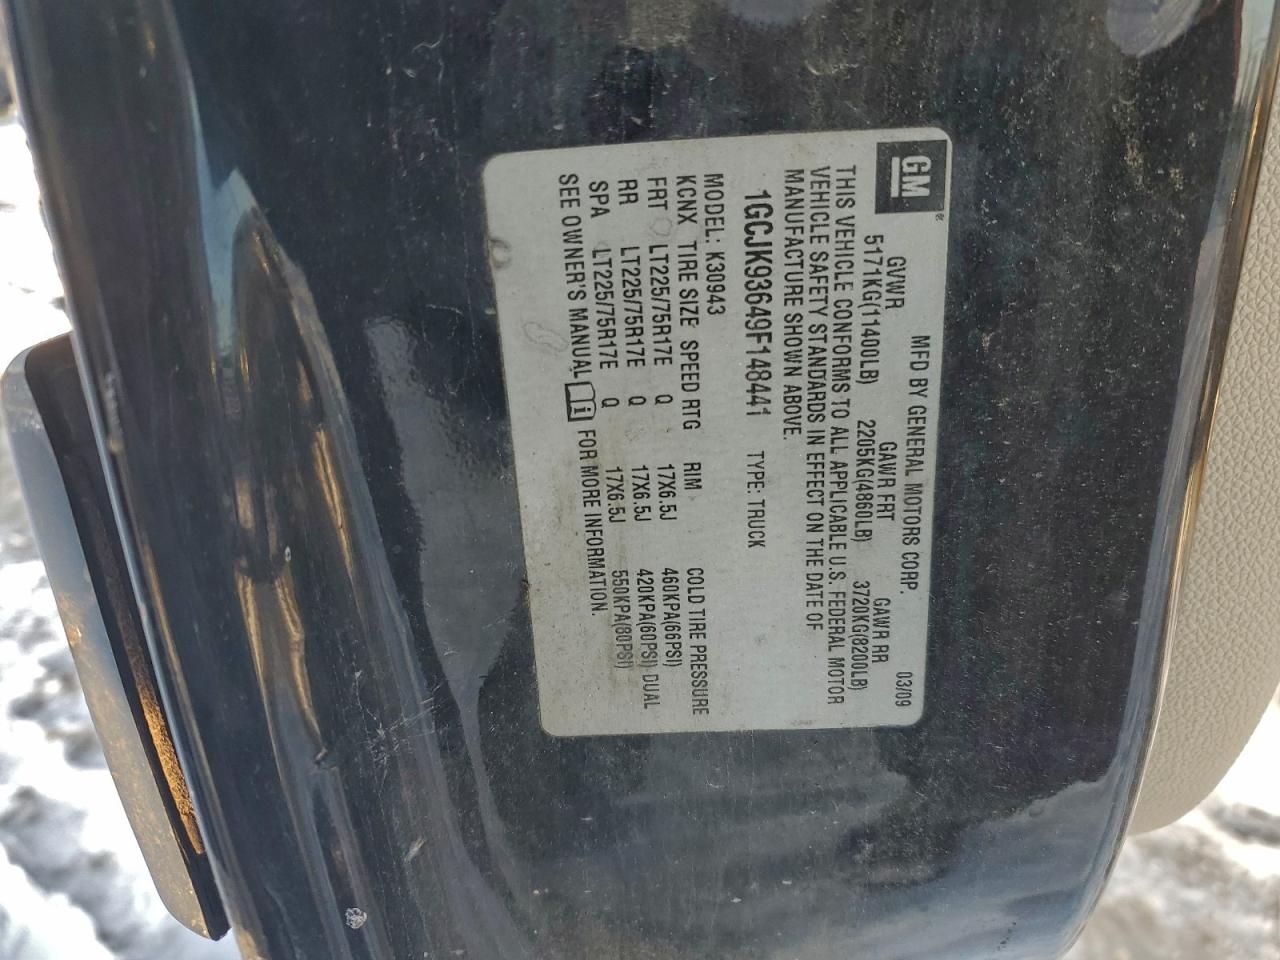 GM
MFD BY GENERAL MOTORS CORP. 03/09
GVWR GAWR FRT GAWR RR
5171KG(11400LB) 2205KG(4860LB) 3720KG(8200LB)
THIS VEHICLE CONFORMS TO ALL APPLICABLE U.S. FEDERAL MOTOR
VEHICLE SAFETY STANDARDS IN EFFECT ON THE DATE OF
MANUFACTURE SHOWN ABOVE.
1GCJK93649F148441 TYPE: TRUCK
MODEL: K30943
KCNX TIRE SIZE SPEED RTG RIM COLD TIRE PRESSURE
FRT LT225/75R17E Q 17X6.5J 460KPA(66PSI)
RR LT225/75R17E Q 17X6.5J 420KPA(60PSI) DUAL
SPA LT225/75R17E Q 17X6.5J 550KPA(80PSI)
SEE OWNER'S MANUAL i FOR MORE INFORMATION.